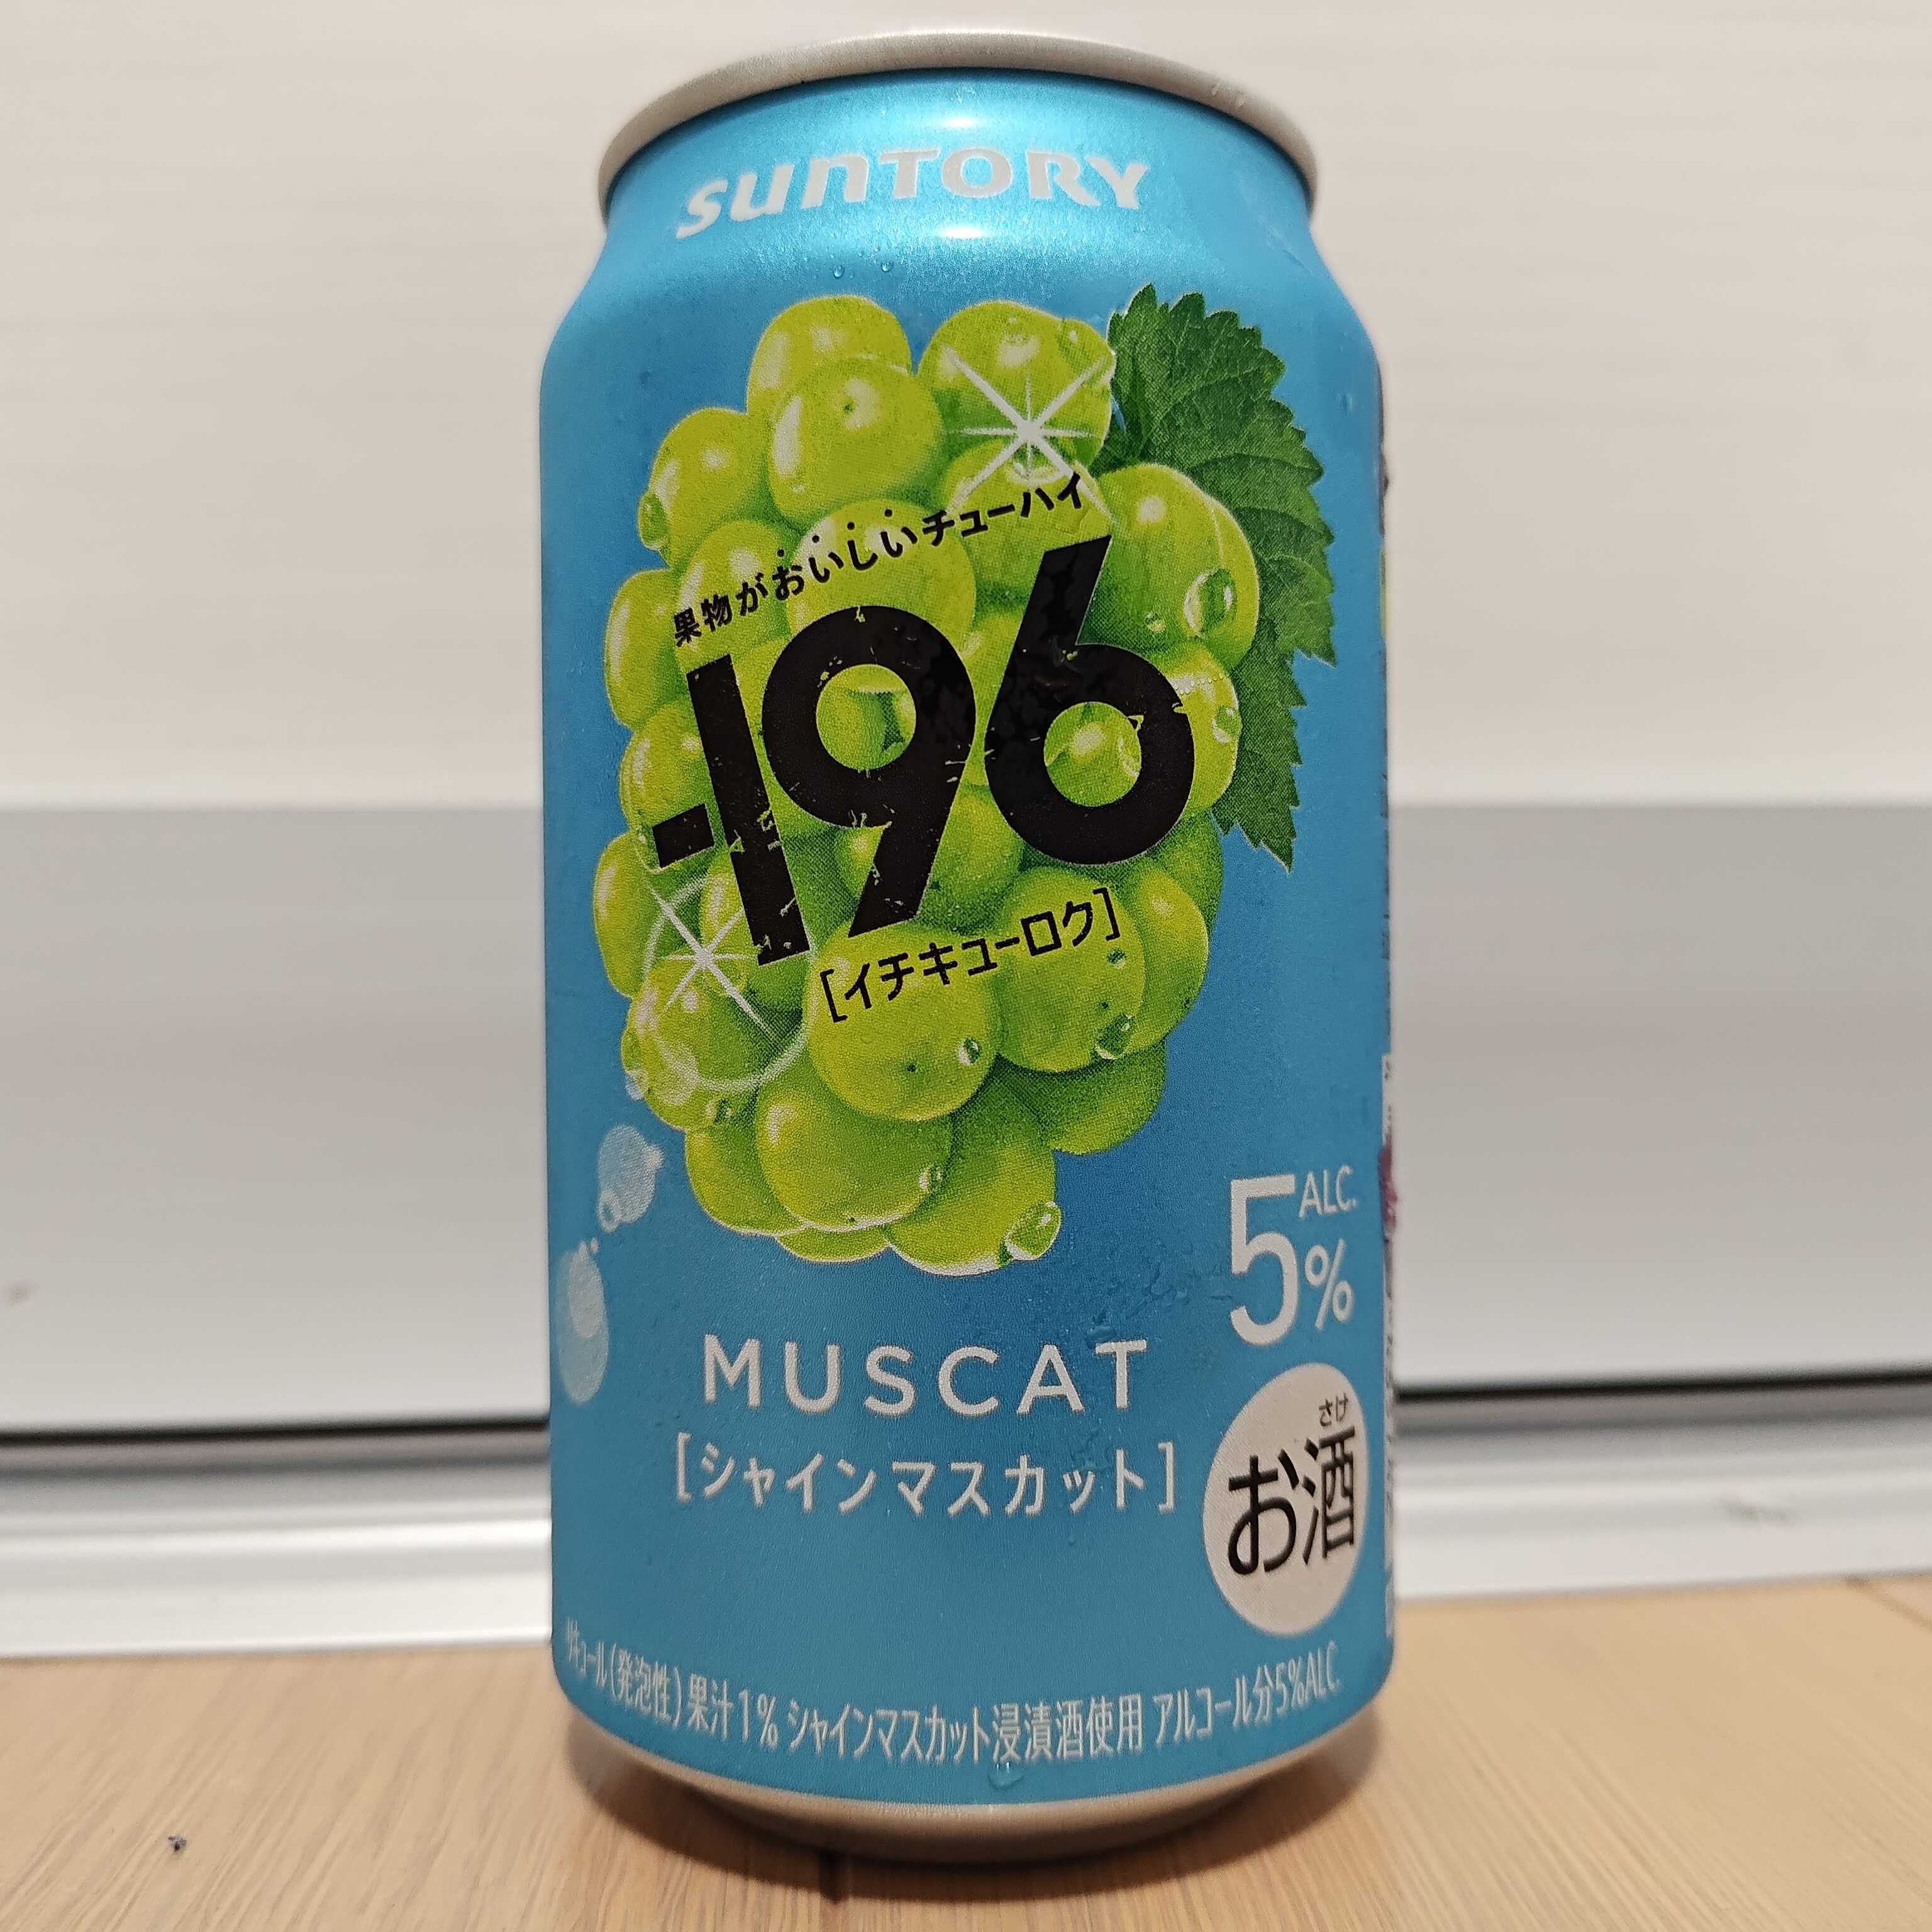 SUNTORY
果物がおいしいチューハイ
-196
[イチキューロク]
5%
ALC.
MUSCAT
[シャインマスカット]
さけ
お酒
リキュール(発泡性) 果汁1% シャインマスカット浸漬酒使用 アルコール分5%ALC.